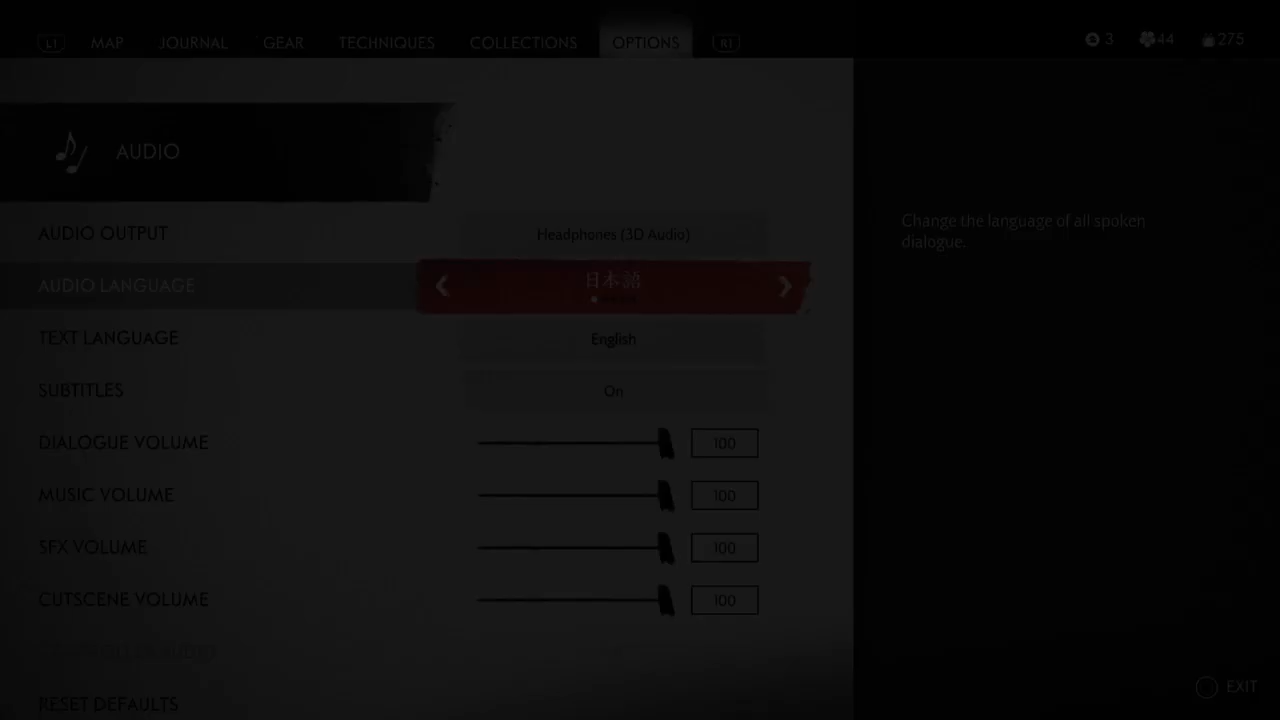 L1 MAP JOURNAL GEAR TECHNIQUES COLLECTIONS OPTIONS R1 3 44 275
AUDIO
AUDIO OUTPUT Headphones (3D Audio)
AUDIO LANGUAGE 日本語
TEXT LANGUAGE English
SUBTITLES On
DIALOGUE VOLUME 100
MUSIC VOLUME 100
SFX VOLUME 100
CUTSCENE VOLUME 100
RESET DEFAULTS
Change the language of all spoken
dialogue.
EXIT